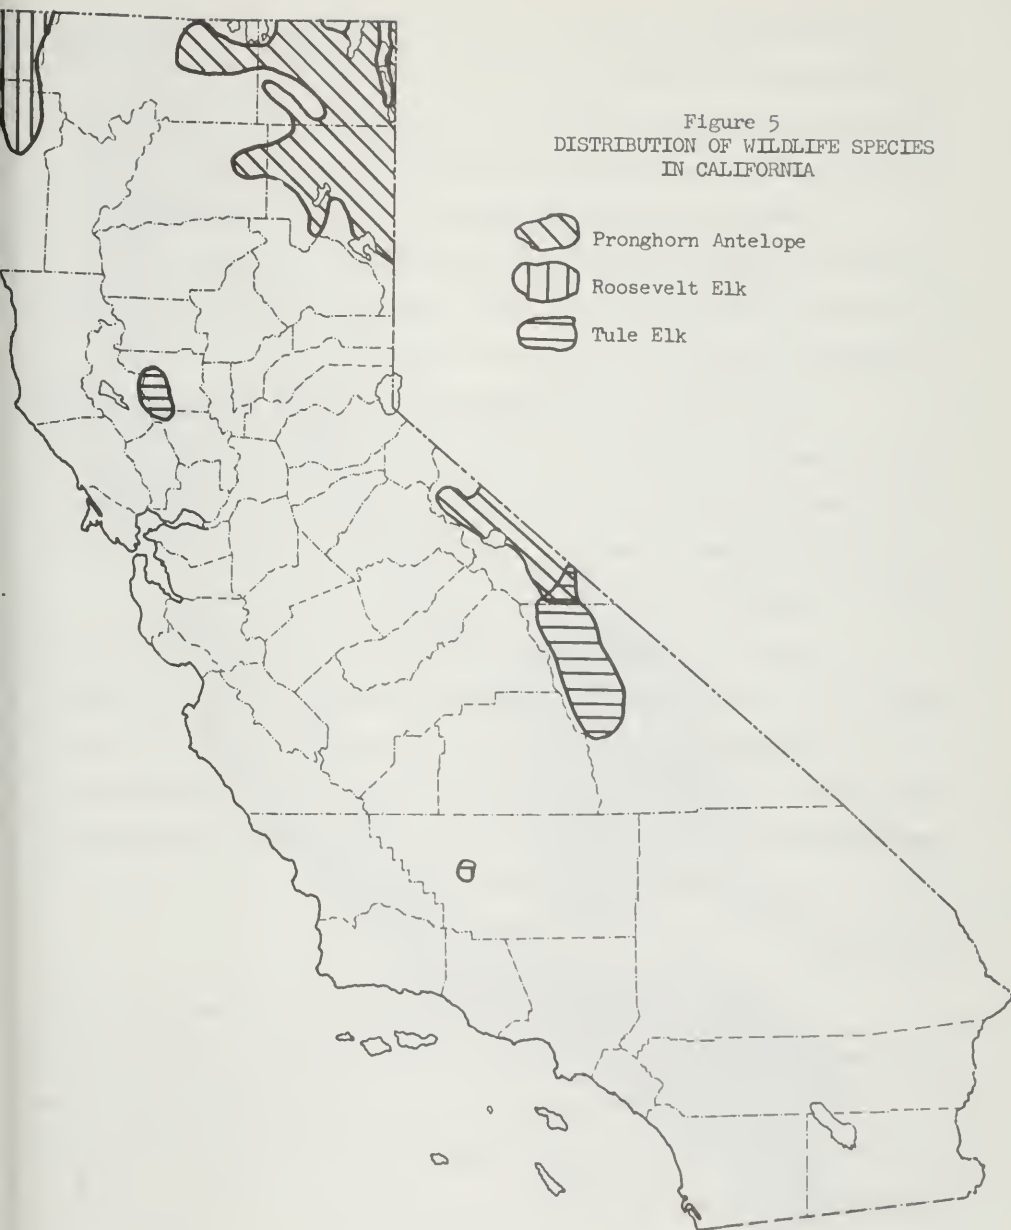 Figure 5
DISTRIBUTION OF WILDLIFE SPECIES
IN CALIFORNIA
Pronghorn Antelope
Roosevelt Elk
Tule Elk